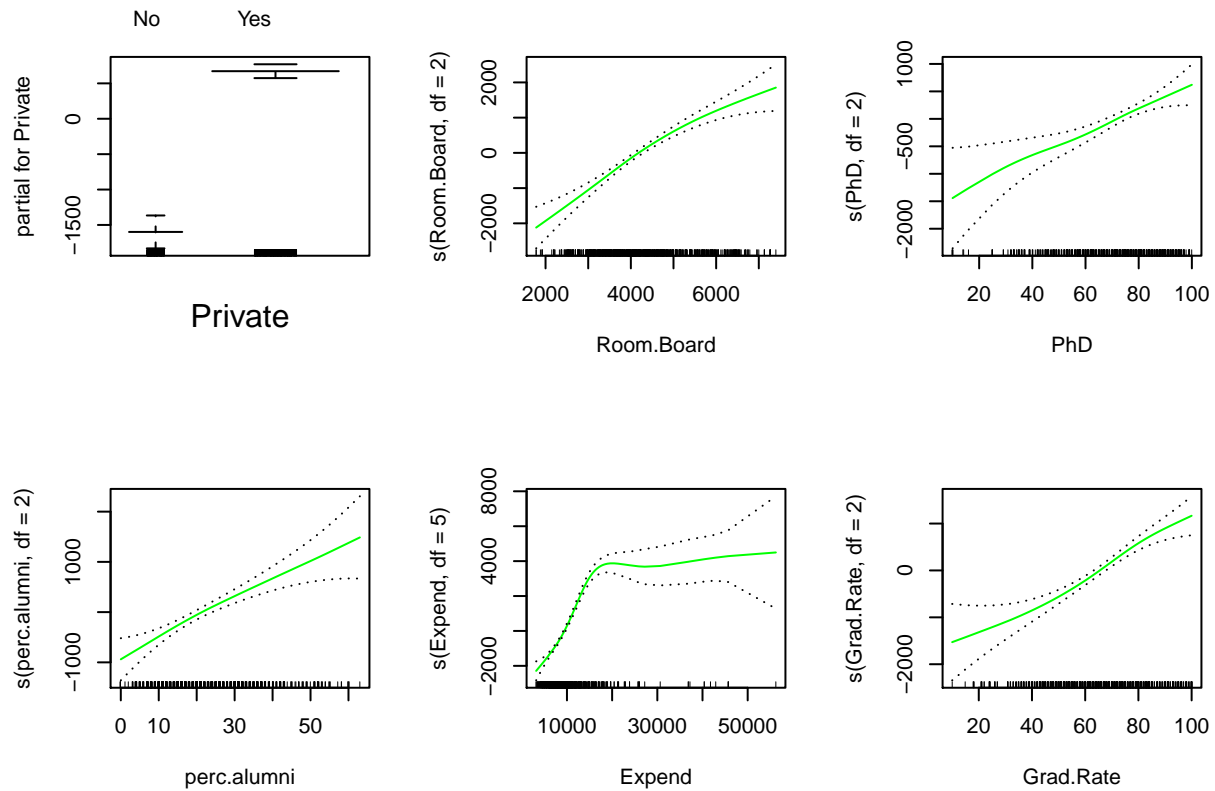 No Yes
partial for Private
0
−1500
Private
s(Room.Board, df = 2)
2000
0
−2000
2000 4000 6000
Room.Board
s(PhD, df = 2)
1000
−500
−2000
20 40 60 80 100
PhD
s(perc.alumni, df = 2)
1000
−1000
0 10 30 50
perc.alumni
s(Expend, df = 5)
8000
4000
−2000
10000 30000 50000
Expend
s(Grad.Rate, df = 2)
0
−2000
20 40 60 80 100
Grad.Rate